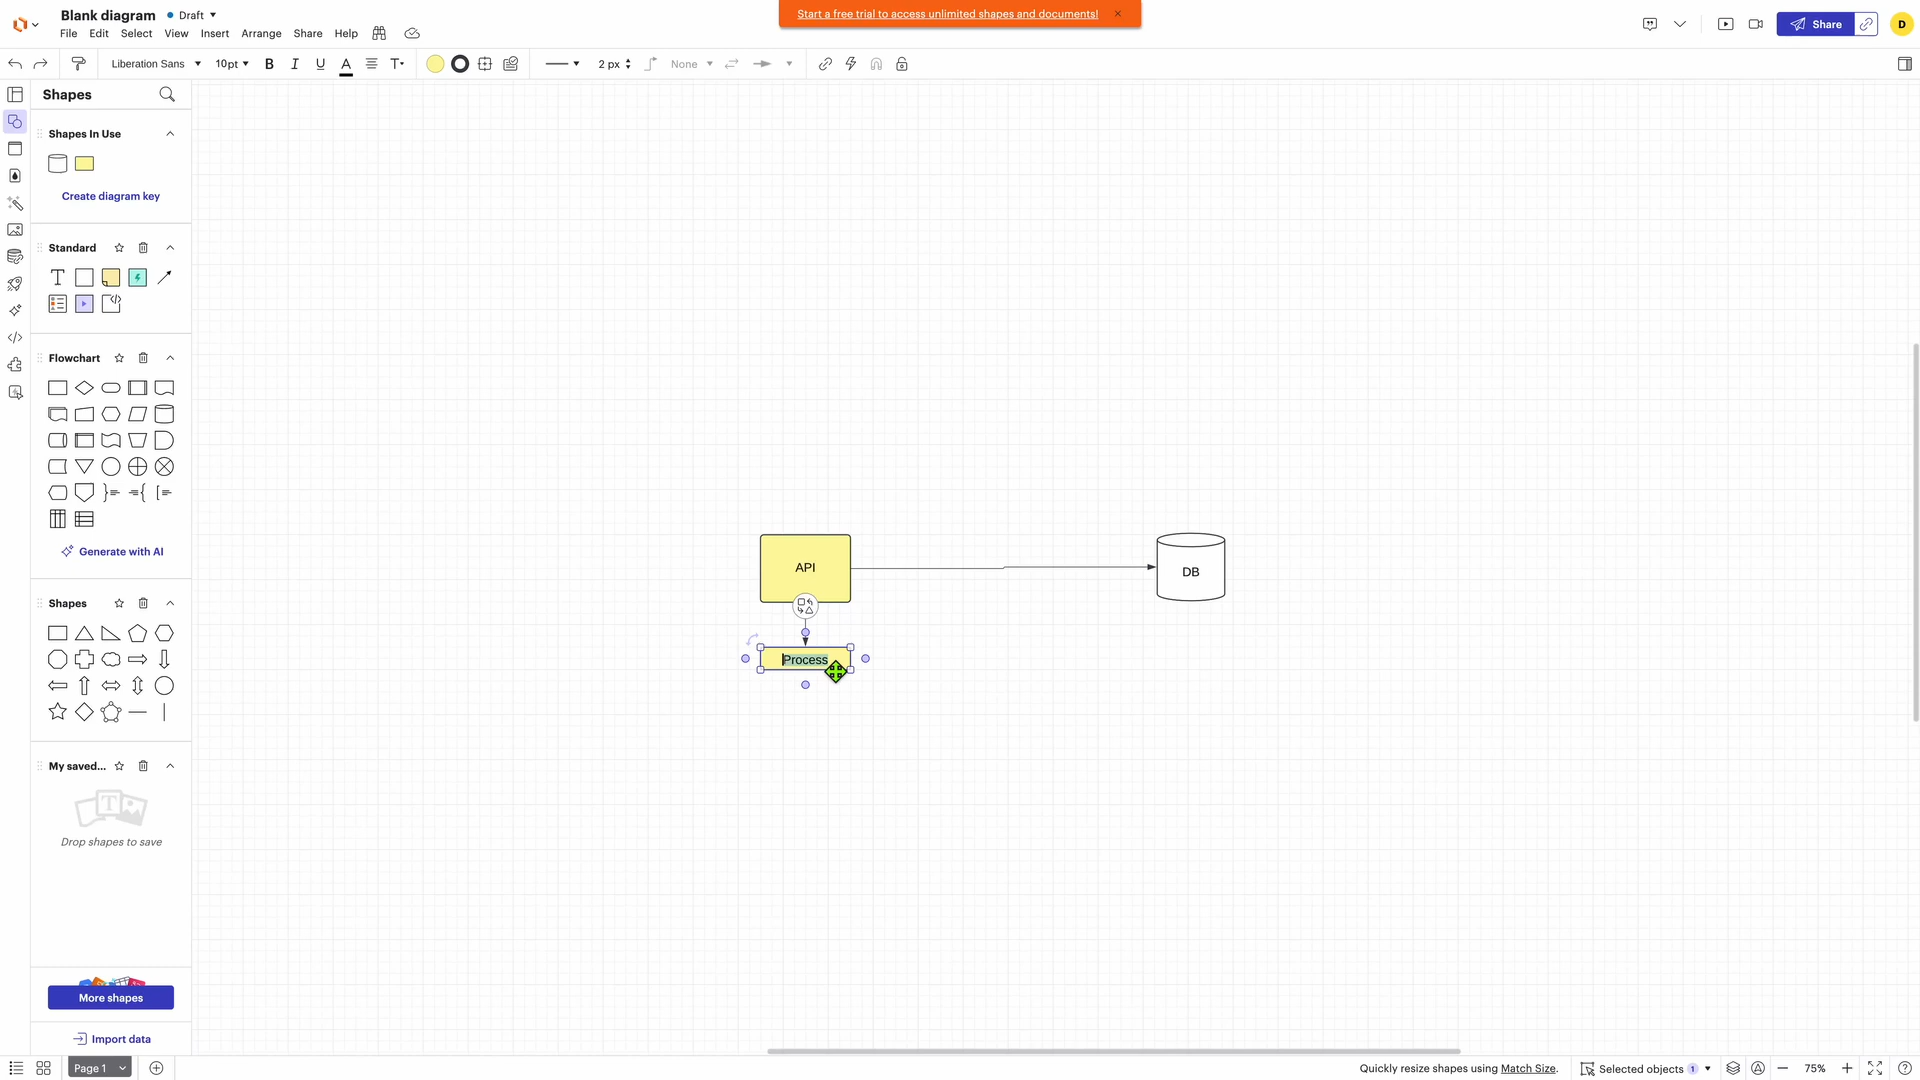 Blank diagram
Draft
Start a free trial to access unlimited shapes and documents!
Share
D
File Edit Select View Insert Arrange Share Help
Liberation Sans 10pt B I U A T 2 px None
Shapes
Shapes In Use
Create diagram key
Standard
T
Flowchart
Generate with AI
Shapes
My saved...
T
Drop shapes to save
More shapes
Import data
API
DB
Process
Page 1
Quickly resize shapes using Match Size.
Selected objects 1
75%